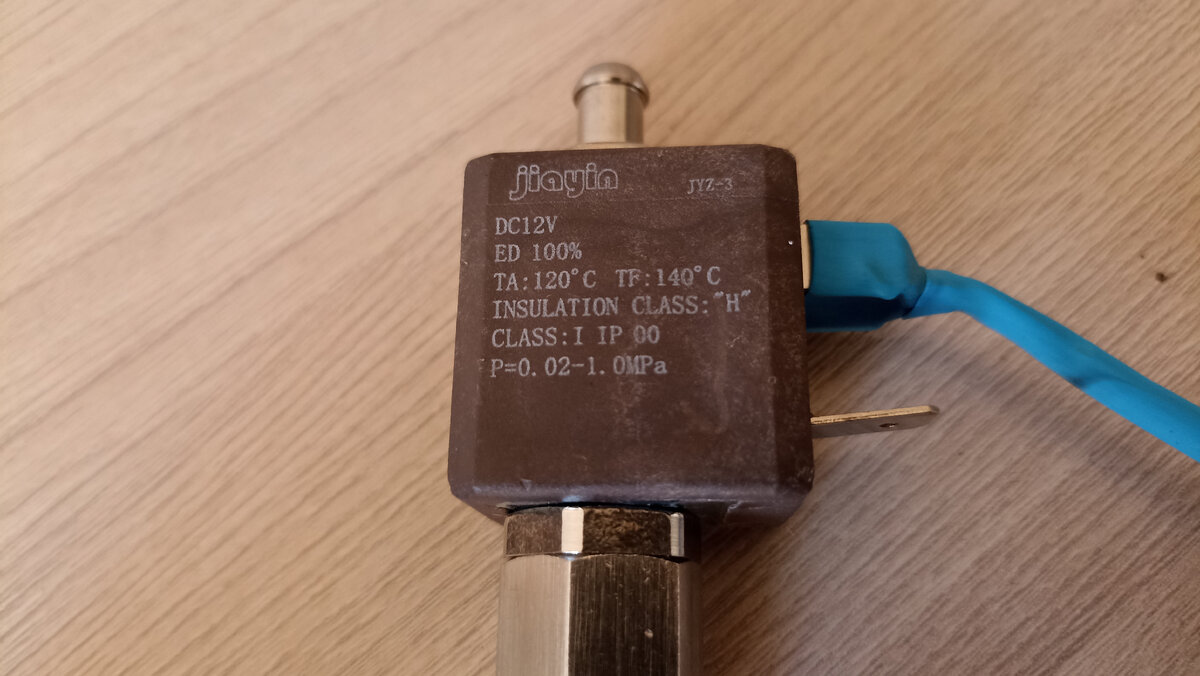 jiayin JYZ-3
DC12V
ED 100%
TA:120°C TF:140°C
INSULATION CLASS:"H"
CLASS:I IP 00
P=0.02-1.0MPa